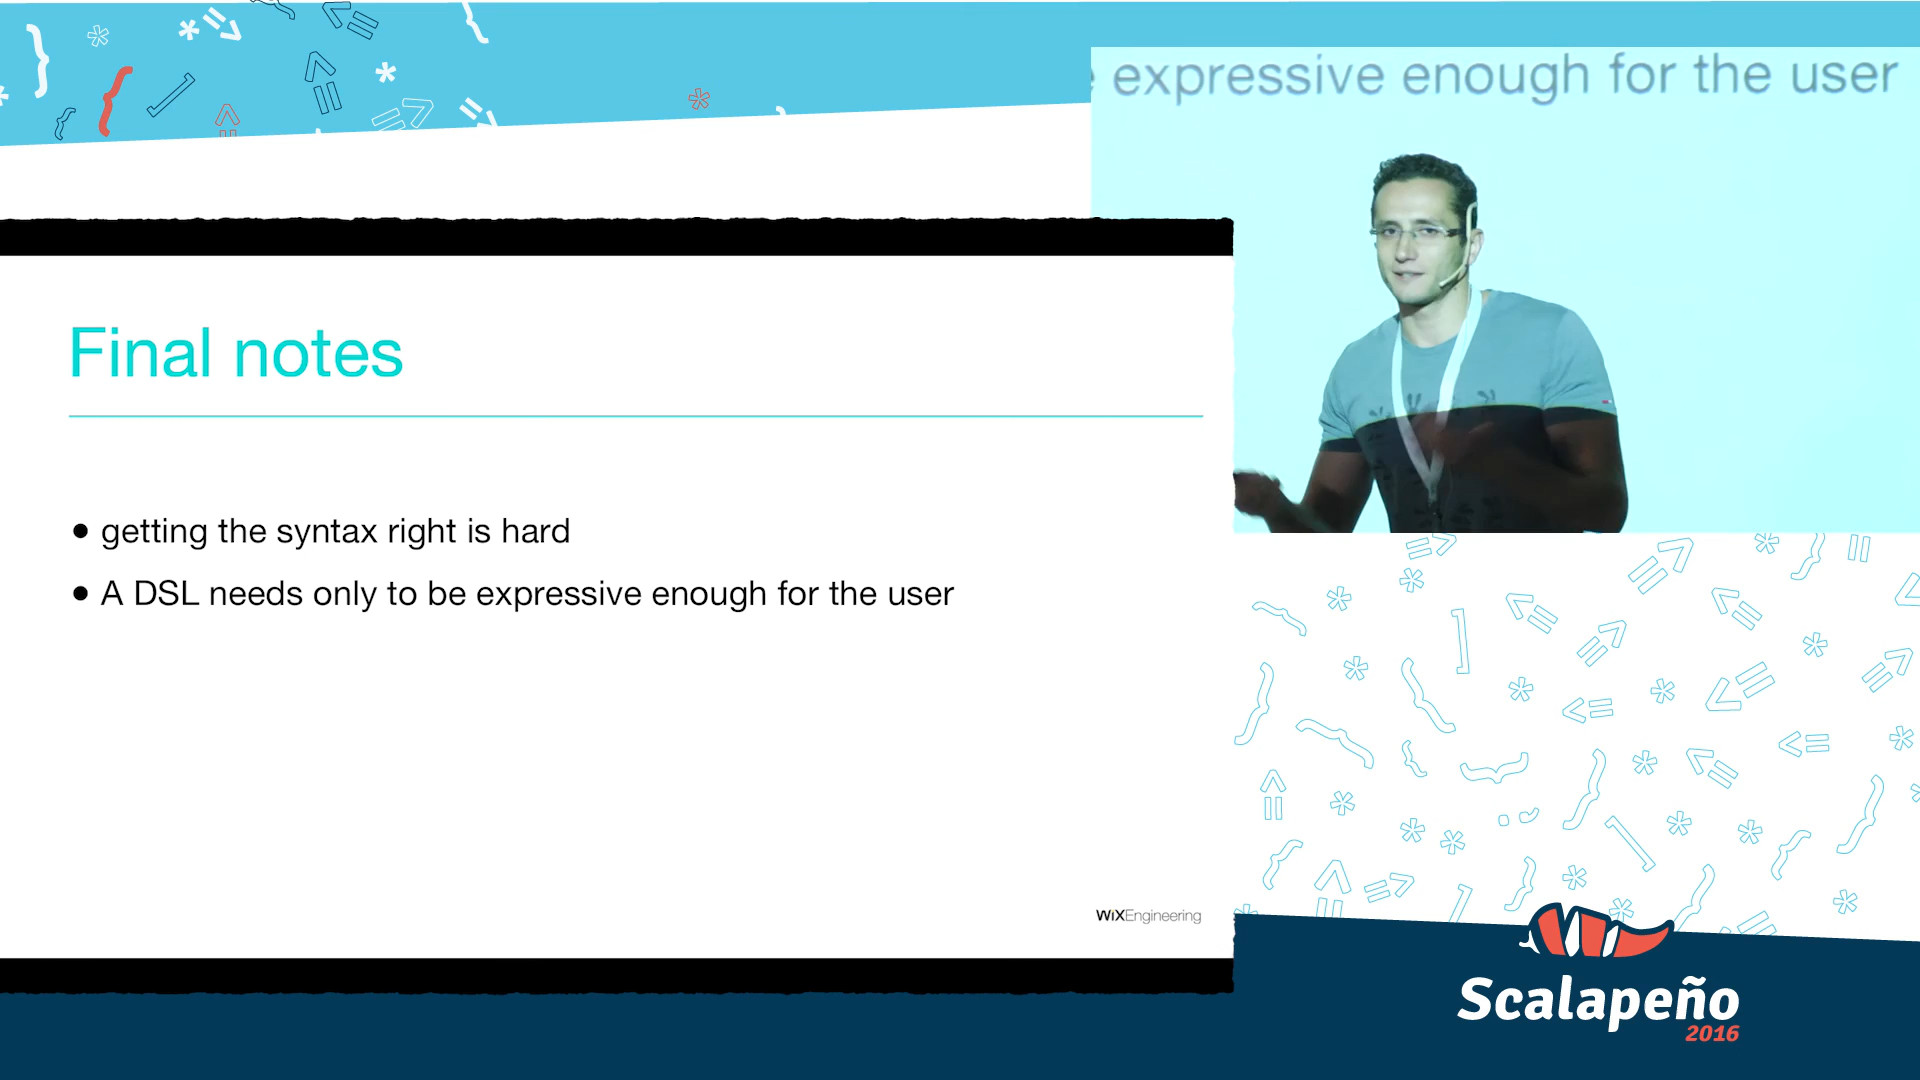 expressive enough for the user
Final notes
• getting the syntax right is hard
• A DSL needs only to be expressive enough for the user
WiXEngineering
Scalapeño
2016